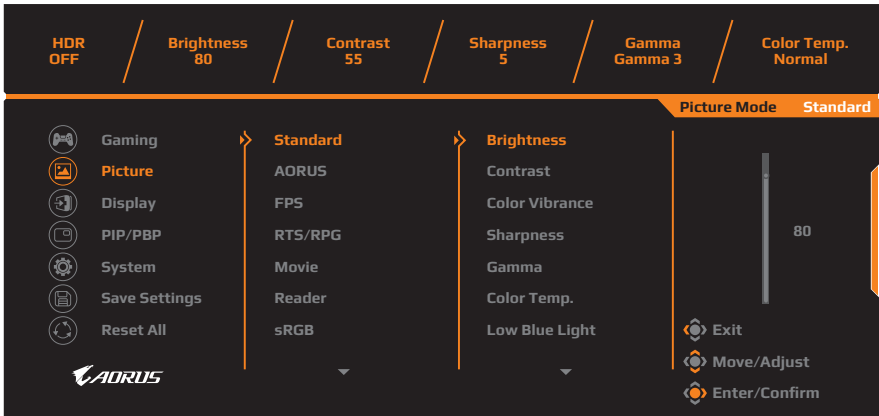 HDR
OFF
Brightness
80
Contrast
55
Sharpness
5
Gamma
Gamma 3
Color Temp.
Normal
Picture Mode Standard
Gaming
Picture
Display
PIP/PBP
System
Save Settings
Reset All
AORUS
Standard
AORUS
FPS
RTS/RPG
Movie
Reader
sRGB
Brightness
Contrast
Color Vibrance
Sharpness
Gamma
Color Temp.
Low Blue Light
80
Exit
Move/Adjust
Enter/Confirm